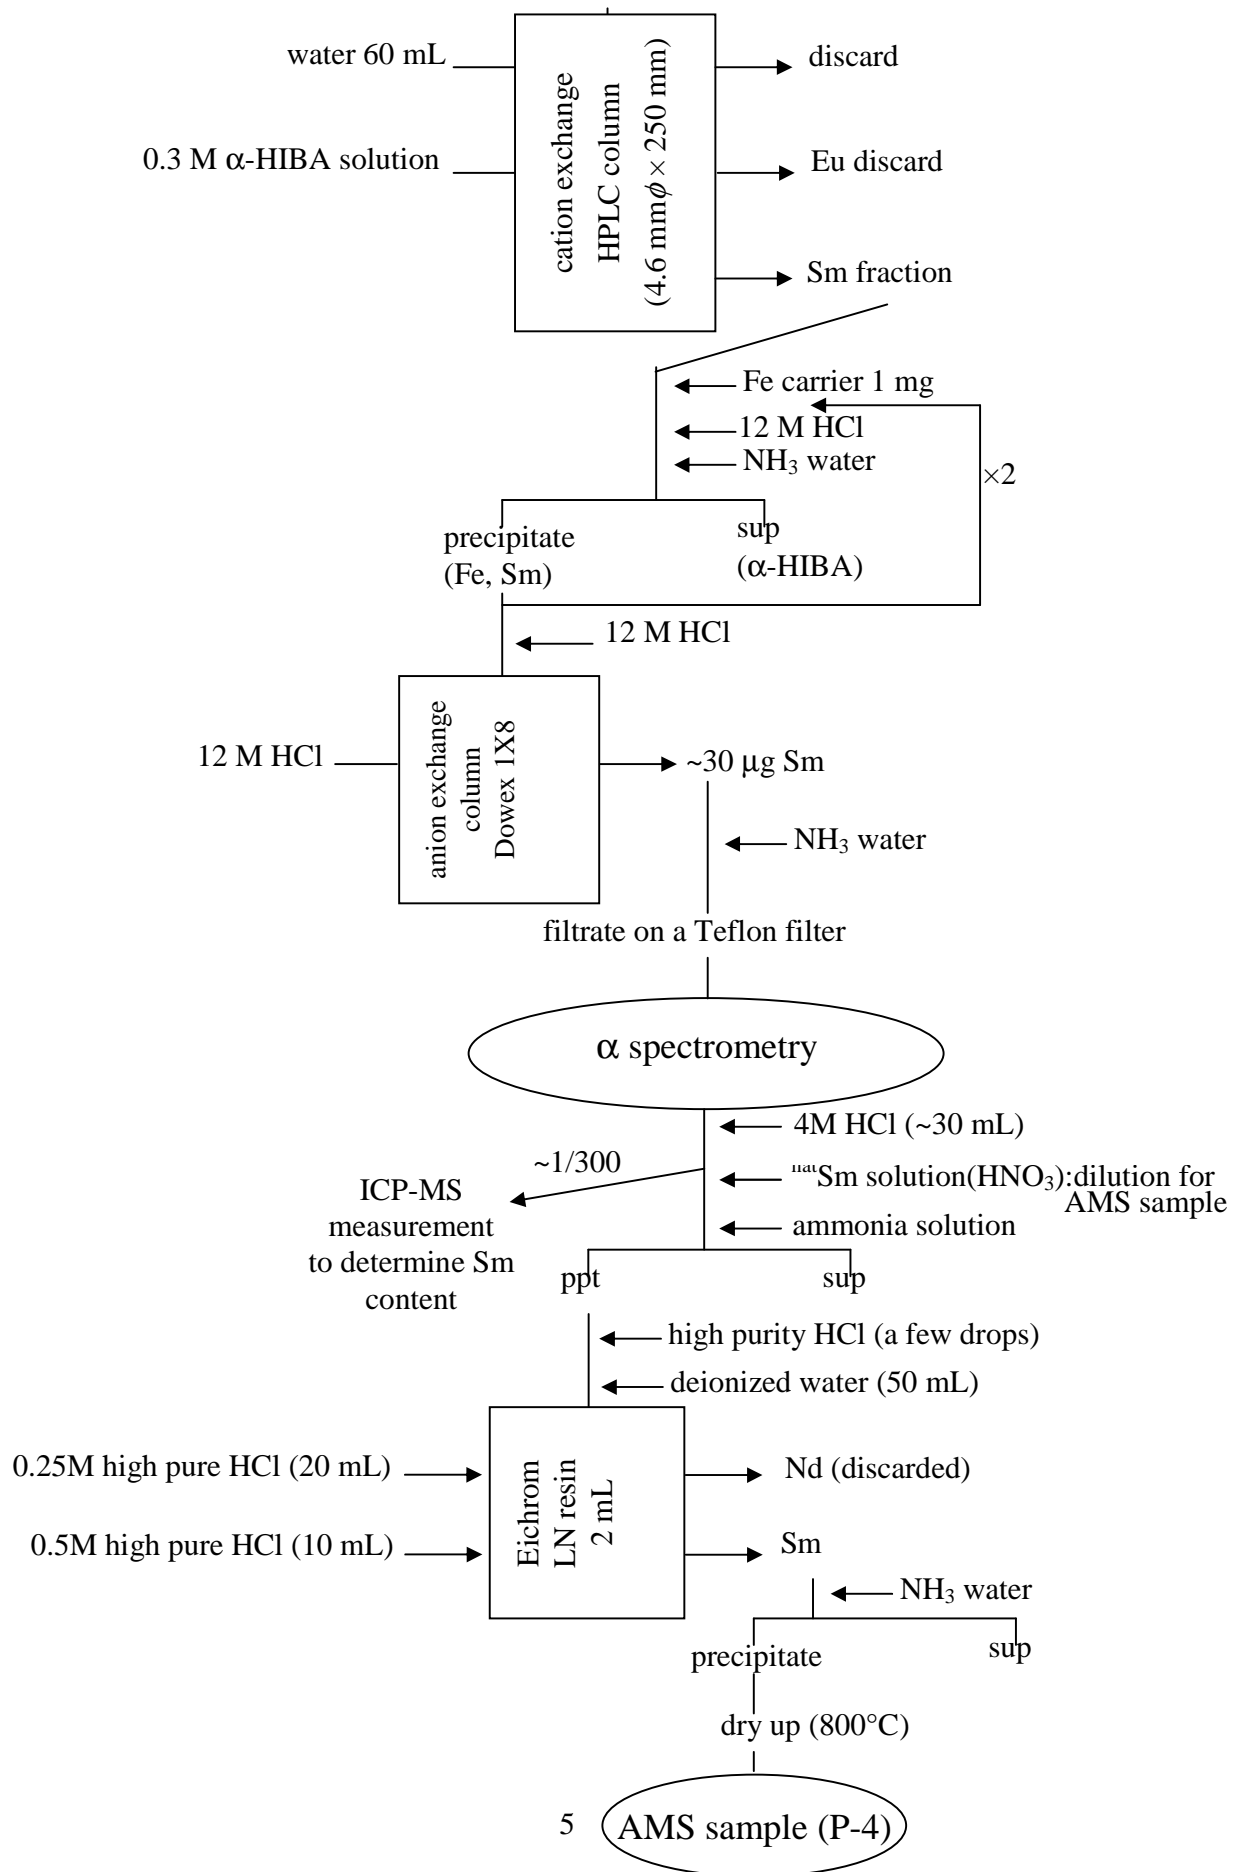 water 60 mL
discard
cation exchange
HPLC column
(4.6 mmϕ × 250 mm)
0.3 M α-HIBA solution
Eu discard
Sm fraction
Fe carrier 1 mg
12 M HCl
NH₃ water
×2
precipitate
(Fe, Sm)
sup
(α-HIBA)
12 M HCl
anion exchange
column
Dowex 1X8
12 M HCl
~30 μg Sm
NH₃ water
filtrate on a Teflon filter
α spectrometry
4M HCl (~30 mL)
~1/300
ⁿᵃᵗSm solution(HNO₃):dilution for
AMS sample
ICP-MS
measurement
to determine Sm
content
ammonia solution
ppt
sup
high purity HCl (a few drops)
deionized water (50 mL)
0.25M high pure HCl (20 mL)
Eichrom
LN resin
2 mL
Nd (discarded)
0.5M high pure HCl (10 mL)
Sm
NH₃ water
precipitate
sup
dry up (800°C)
5
AMS sample (P-4)